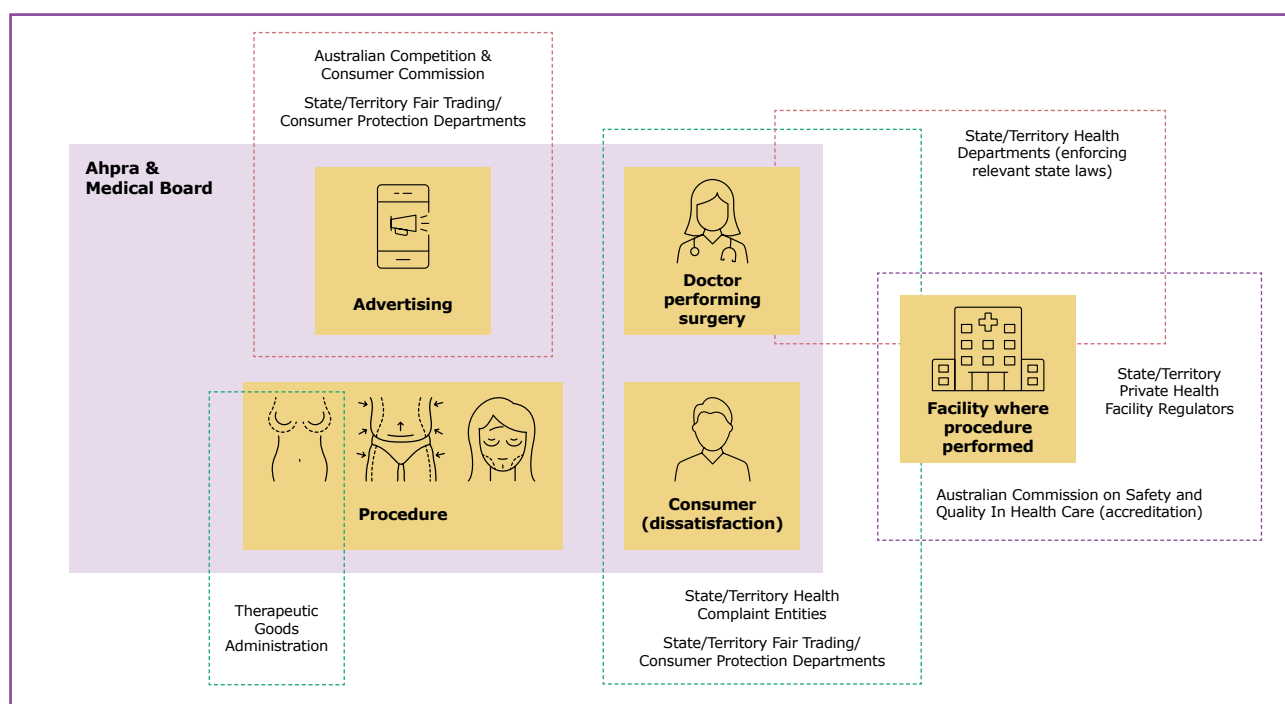 Australian Competition &
Consumer Commission
State/Territory Fair Trading/
Consumer Protection Departments
Ahpra &
Medical Board
Advertising
Doctor
performing
surgery
State/Territory Health
Departments (enforcing
relevant state laws)
Facility where
procedure
performed
State/Territory
Private Health
Facility Regulators
Australian Commission on Safety and
Quality In Health Care (accreditation)
Procedure
Consumer
(dissatisfaction)
Therapeutic
Goods
Administration
State/Territory Health
Complaint Entities
State/Territory Fair Trading/
Consumer Protection Departments